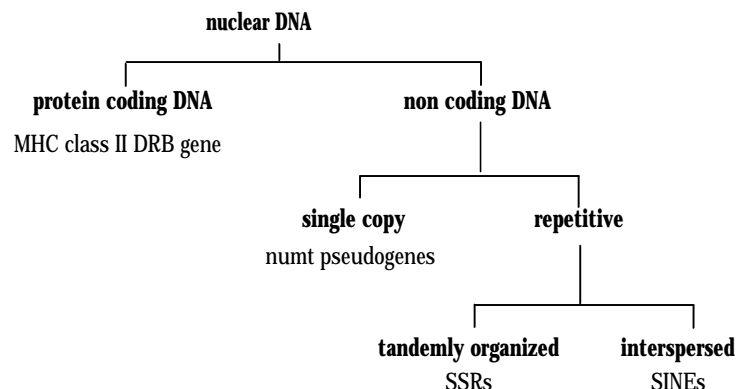 nuclear DNA
protein coding DNA
non coding DNA
MHC class II DRB gene
single copy
repetitive
numt pseudogenes
tandemly organized
interspersed
SSRs
SINEs